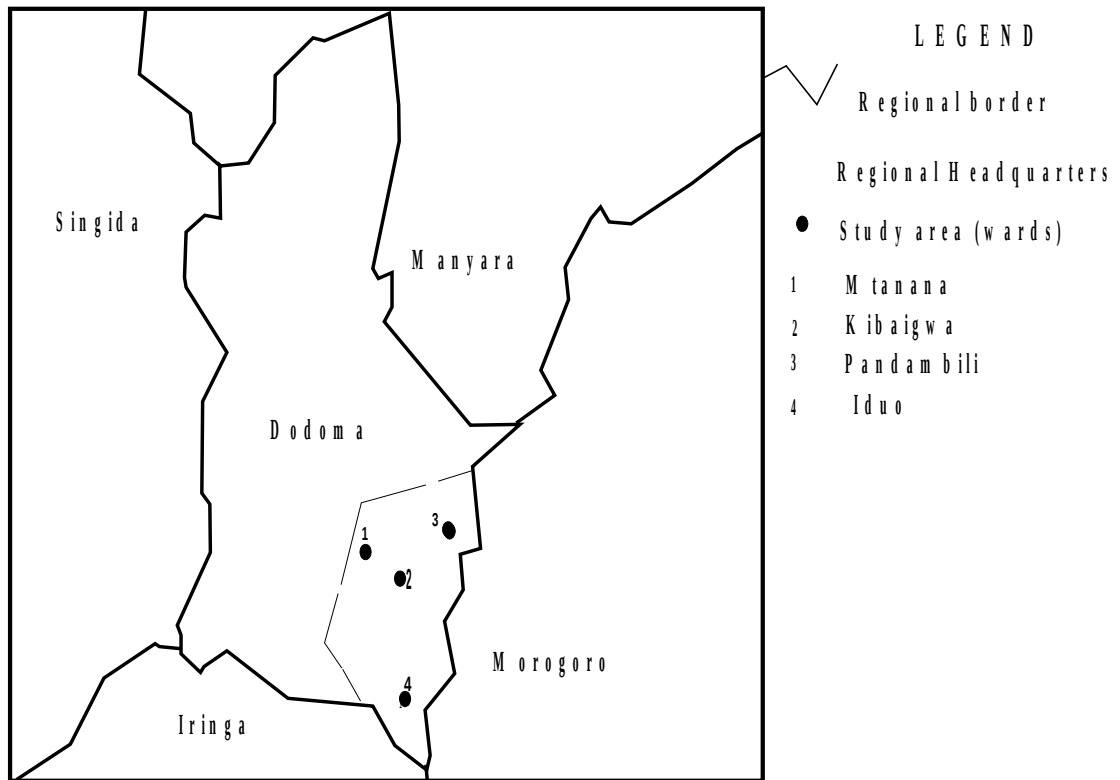 LEGEND
Regional border
Regional Headquarters
Singida
Study area (wards)
Manyara
1 Mtanana
2 Kibaigwa
3 Pandambili
4 Iduo
Dodoma
3
1
2
Morogoro
4
Iringa